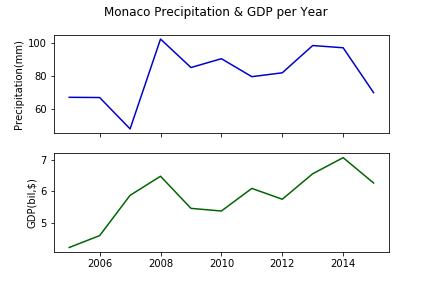 Monaco Precipitation & GDP per Year
Precipitation(mm)
100
80
60
GDP(bil,$)
7
6
5
2006 2008 2010 2012 2014